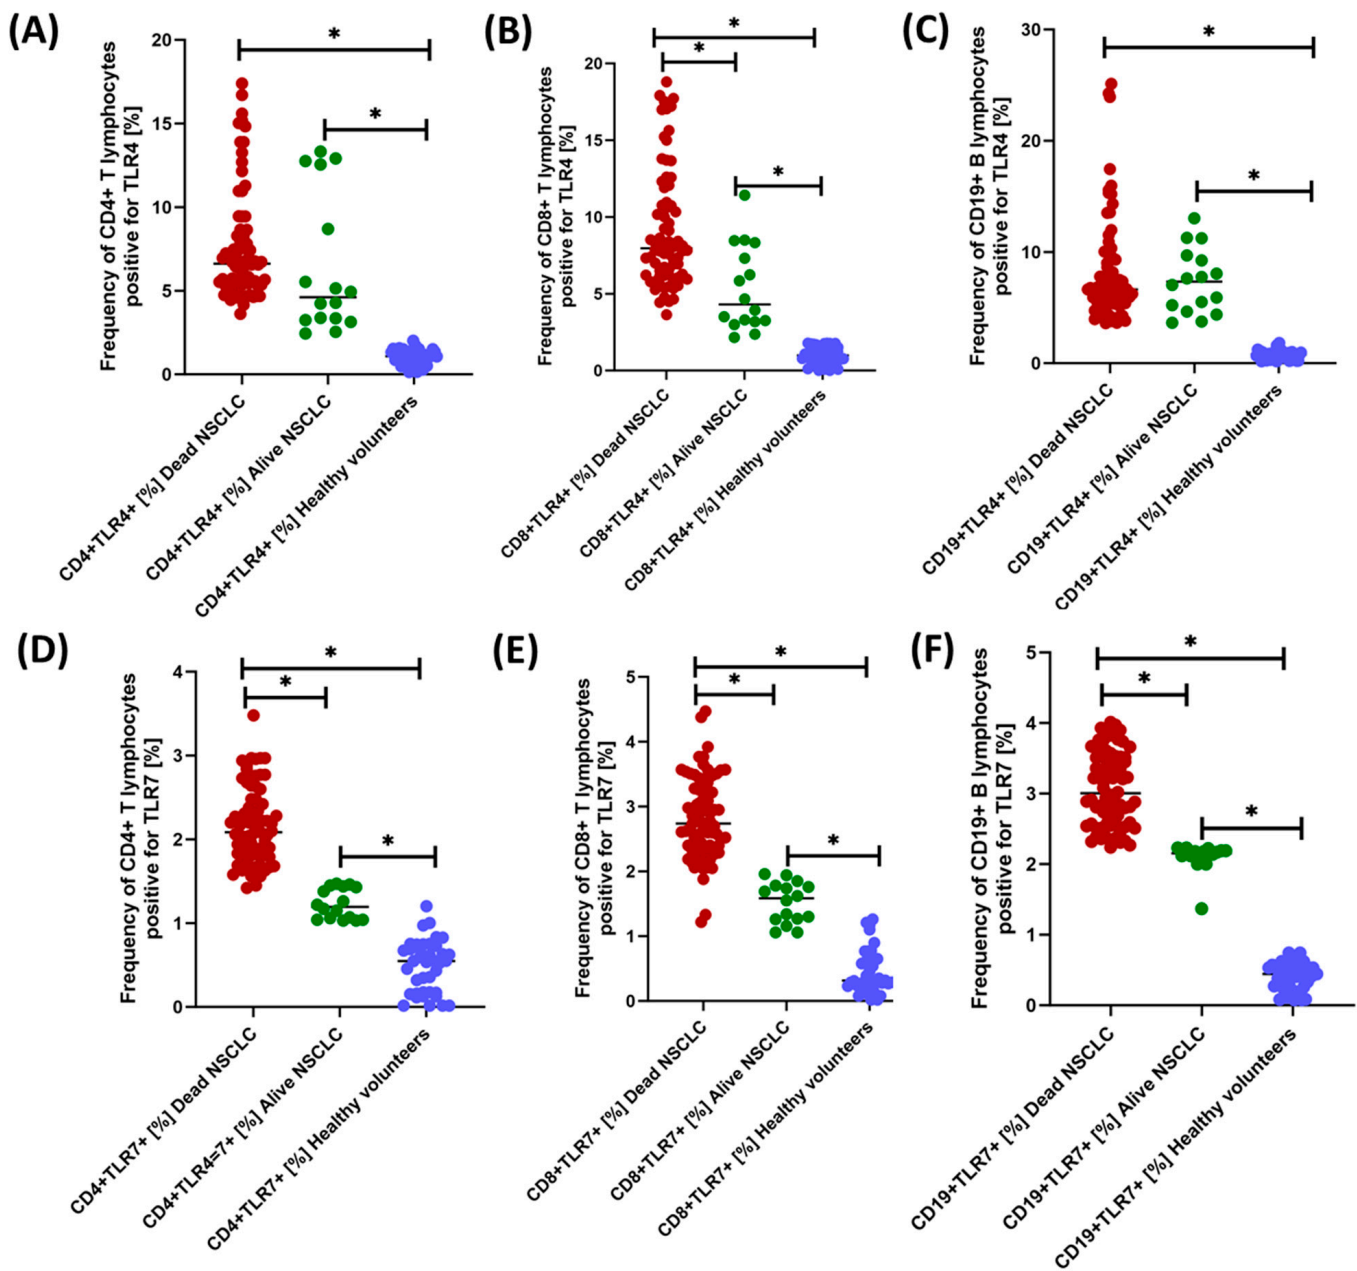 (A)
Frequency of CD4+ T lymphocytes
positive for TLR4 [%]
20
15
10
5
0
*
*
CD4+TLR4+ [%] Dead NSCLC
CD4+TLR4+ [%] Alive NSCLC
CD4+TLR4+ [%] Healthy volunteers
(B)
Frequency of CD8+ T lymphocytes
positive for TLR4 [%]
20
15
10
5
0
*
*
*
CD8+TLR4+ [%] Dead NSCLC
CD8+TLR4+ [%] Alive NSCLC
CD8+TLR4+ [%] Healthy volunteers
(C)
Frequency of CD19+ B lymphocytes
positive for TLR4 [%]
30
20
10
0
*
*
CD19+TLR4+ [%] Dead NSCLC
CD19+TLR4+ [%] Alive NSCLC
CD19+TLR4+ [%] Healthy volunteers
(D)
Frequency of CD4+ T lymphocytes
positive for TLR7 [%]
4
3
2
1
0
*
*
*
CD4+TLR7+ [%] Dead NSCLC
CD4+TLR4=7+ [%] Alive NSCLC
CD4+TLR7+ [%] Healthy volunteers
(E)
Frequency of CD8+ T lymphocytes
positive for TLR7 [%]
5
4
3
2
1
0
*
*
*
CD8+TLR7+ [%] Dead NSCLC
CD8+TLR7+ [%] Alive NSCLC
CD8+TLR7+ [%] Healthy volunteers
(F)
Frequency of CD19+ B lymphocytes
positive for TLR7 [%]
5
4
3
2
1
0
*
*
*
CD19+TLR7+ [%] Dead NSCLC
CD19+TLR7+ [%] Alive NSCLC
CD19+TLR7+ [%] Healthy volunteers